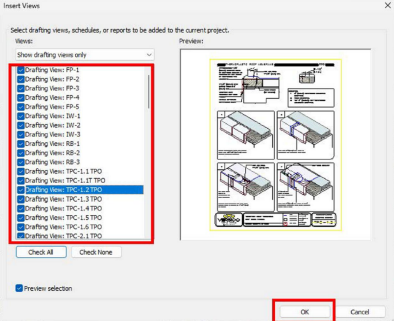 Insert Views
Select drafting views, schedules, or reports to be added to the current project.
Views:
Preview:
Show drafting views only
Drafting View: FP-1
Drafting View: FP-2
Drafting View: FP-3
Drafting View: FP-4
Drafting View: FP-5
Drafting View: IW-1
Drafting View: IW-2
Drafting View: IW-3
Drafting View: RB-1
Drafting View: RB-2
Drafting View: RB-3
Drafting View: TPC-1.1 TPO
Drafting View: TPC-1.1T TPO
Drafting View: TPC-1.2 TPO
Drafting View: TPC-1.3 TPO
Drafting View: TPC-1.4 TPO
Drafting View: TPC-1.5 TPO
Drafting View: TPC-1.6 TPO
Drafting View: TPC-2.1 TPO
Check All
Check None
Preview selection
OK
Cancel